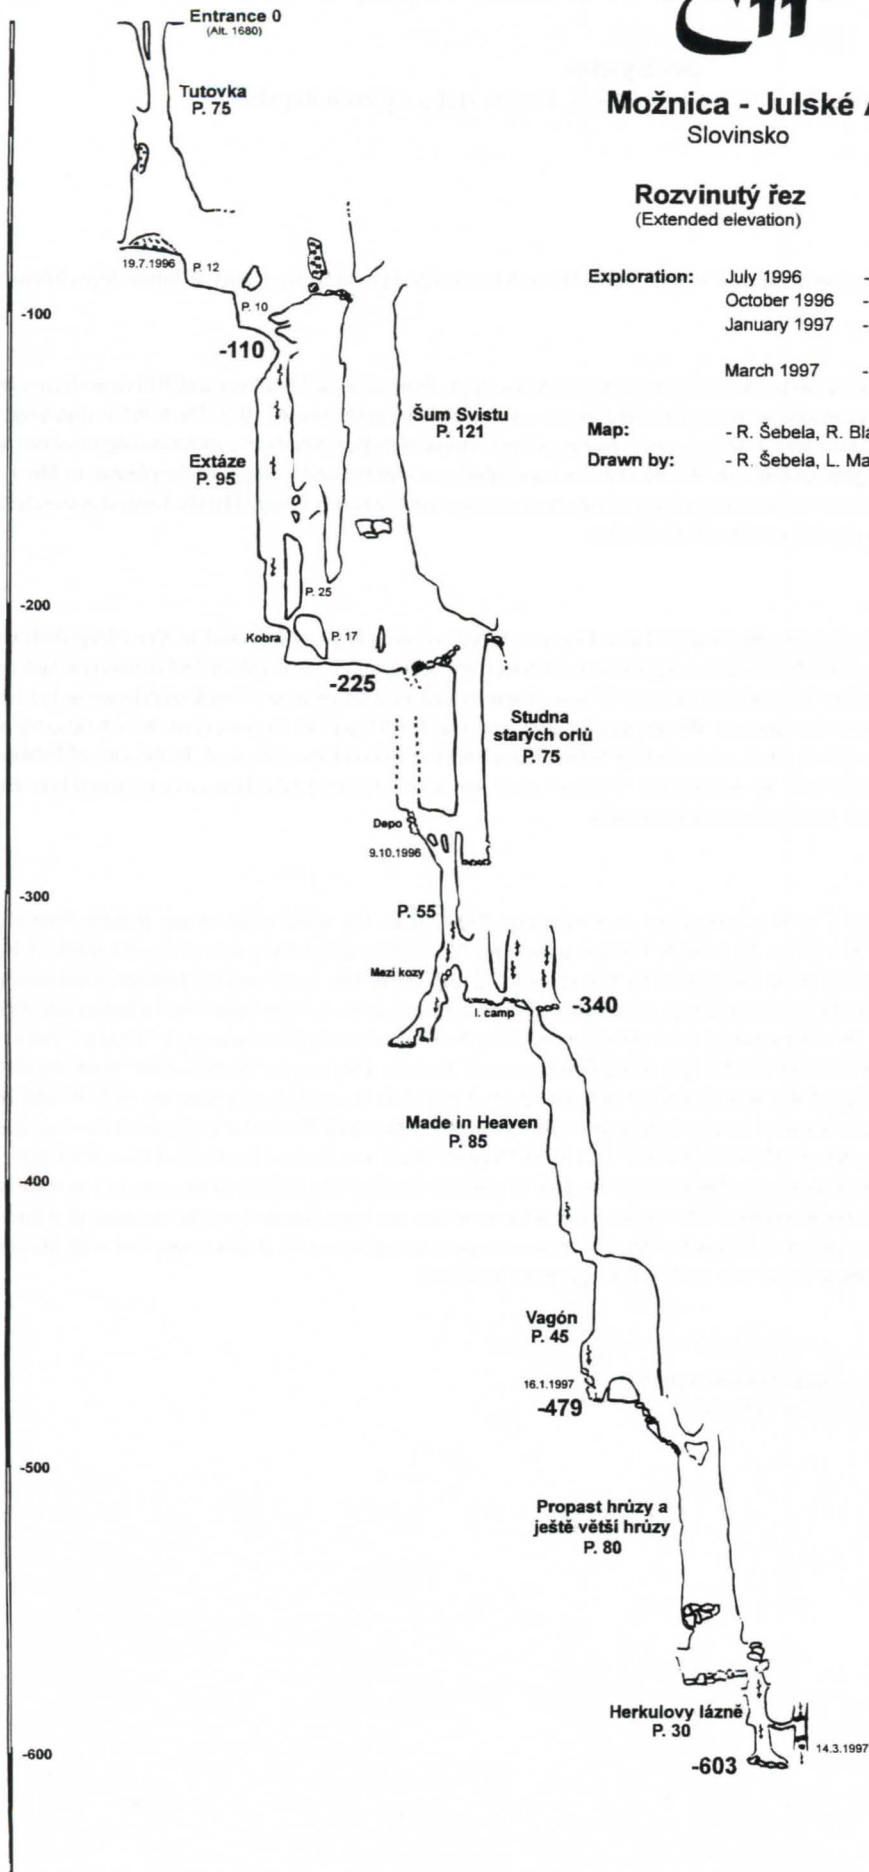 Entrance 0
(Alt. 1680)
Tutovka
P. 75
Možnica - Julské
Slovinsko
Rozvinutý řez
(Extended elevation)
19.7.1996
P. 12
P. 10
Exploration:
July 1996 -
October 1996 -
January 1997 -
March 1997 -
-100
-110
Šum Svistu
P. 121
Map:
- R. Šebela, R. Bla
Drawn by:
- R. Šebela, L. Ma
Extáze
P. 95
P. 25
-200
Kobra
P. 17
-225
Studna
starých orlů
P. 75
Depo
9.10.1996
-300
P. 55
Mezi kozy
I. camp
-340
Made in Heaven
P. 85
-400
Vagón
P. 45
16.1.1997
-479
-500
Propast hrůzy a
ještě větší hrůzy
P. 80
Herkulovy lázně
P. 30
14.3.1997
-600
-603